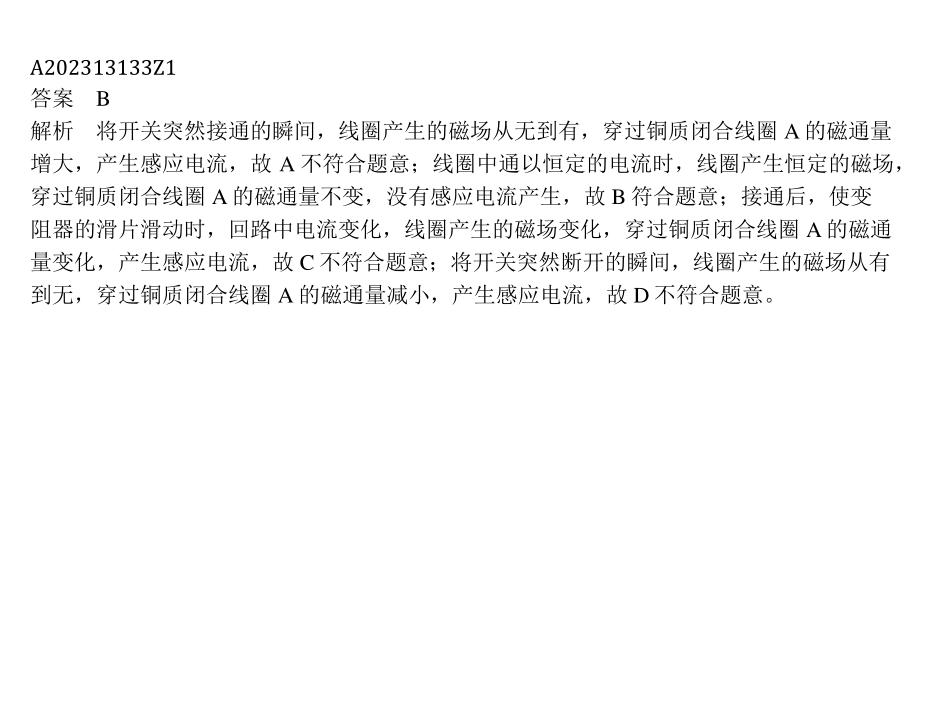 A202313133Z1
答案　B
解析　将开关突然接通的瞬间，线圈产生的磁场从无到有，穿过铜质闭合线圈 A 的磁通量
增大，产生感应电流，故 A 不符合题意；线圈中通以恒定的电流时，线圈产生恒定的磁场，
穿过铜质闭合线圈 A 的磁通量不变，没有感应电流产生，故 B 符合题意；接通后，使变
阻器的滑片滑动时，回路中电流变化，线圈产生的磁场变化，穿过铜质闭合线圈 A 的磁通
量变化，产生感应电流，故 C 不符合题意；将开关突然断开的瞬间，线圈产生的磁场从有
到无，穿过铜质闭合线圈 A 的磁通量减小，产生感应电流，故 D 不符合题意。